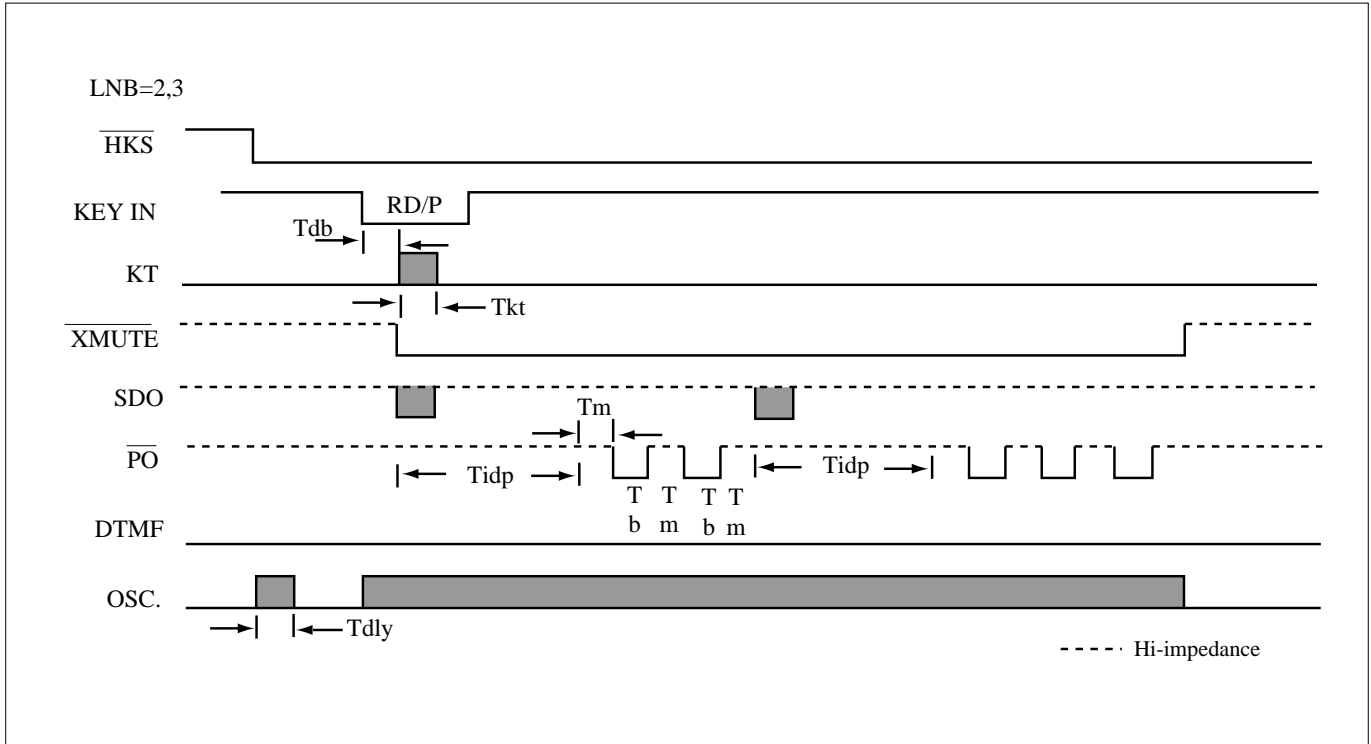 LNB=2,3
HKS
KEY IN
RD/P
Tdb
KT
Tkt
XMUTE
SDO
Tm
PO
Tidp
Tidp
T T T T
b m b m
DTMF
OSC.
Tdly
Hi-impedance